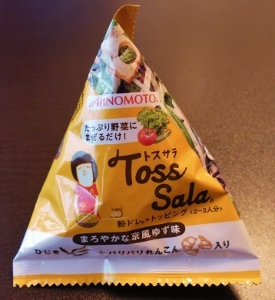 AJINOMOTO
たっぷり野菜に
まぜるだけ!
トスサラ
Toss
Sala
粉ドレ+トッピング〈2~3人分〉
まろやかな京風ゆず味
ひじき
+パリパリれんこん 入り